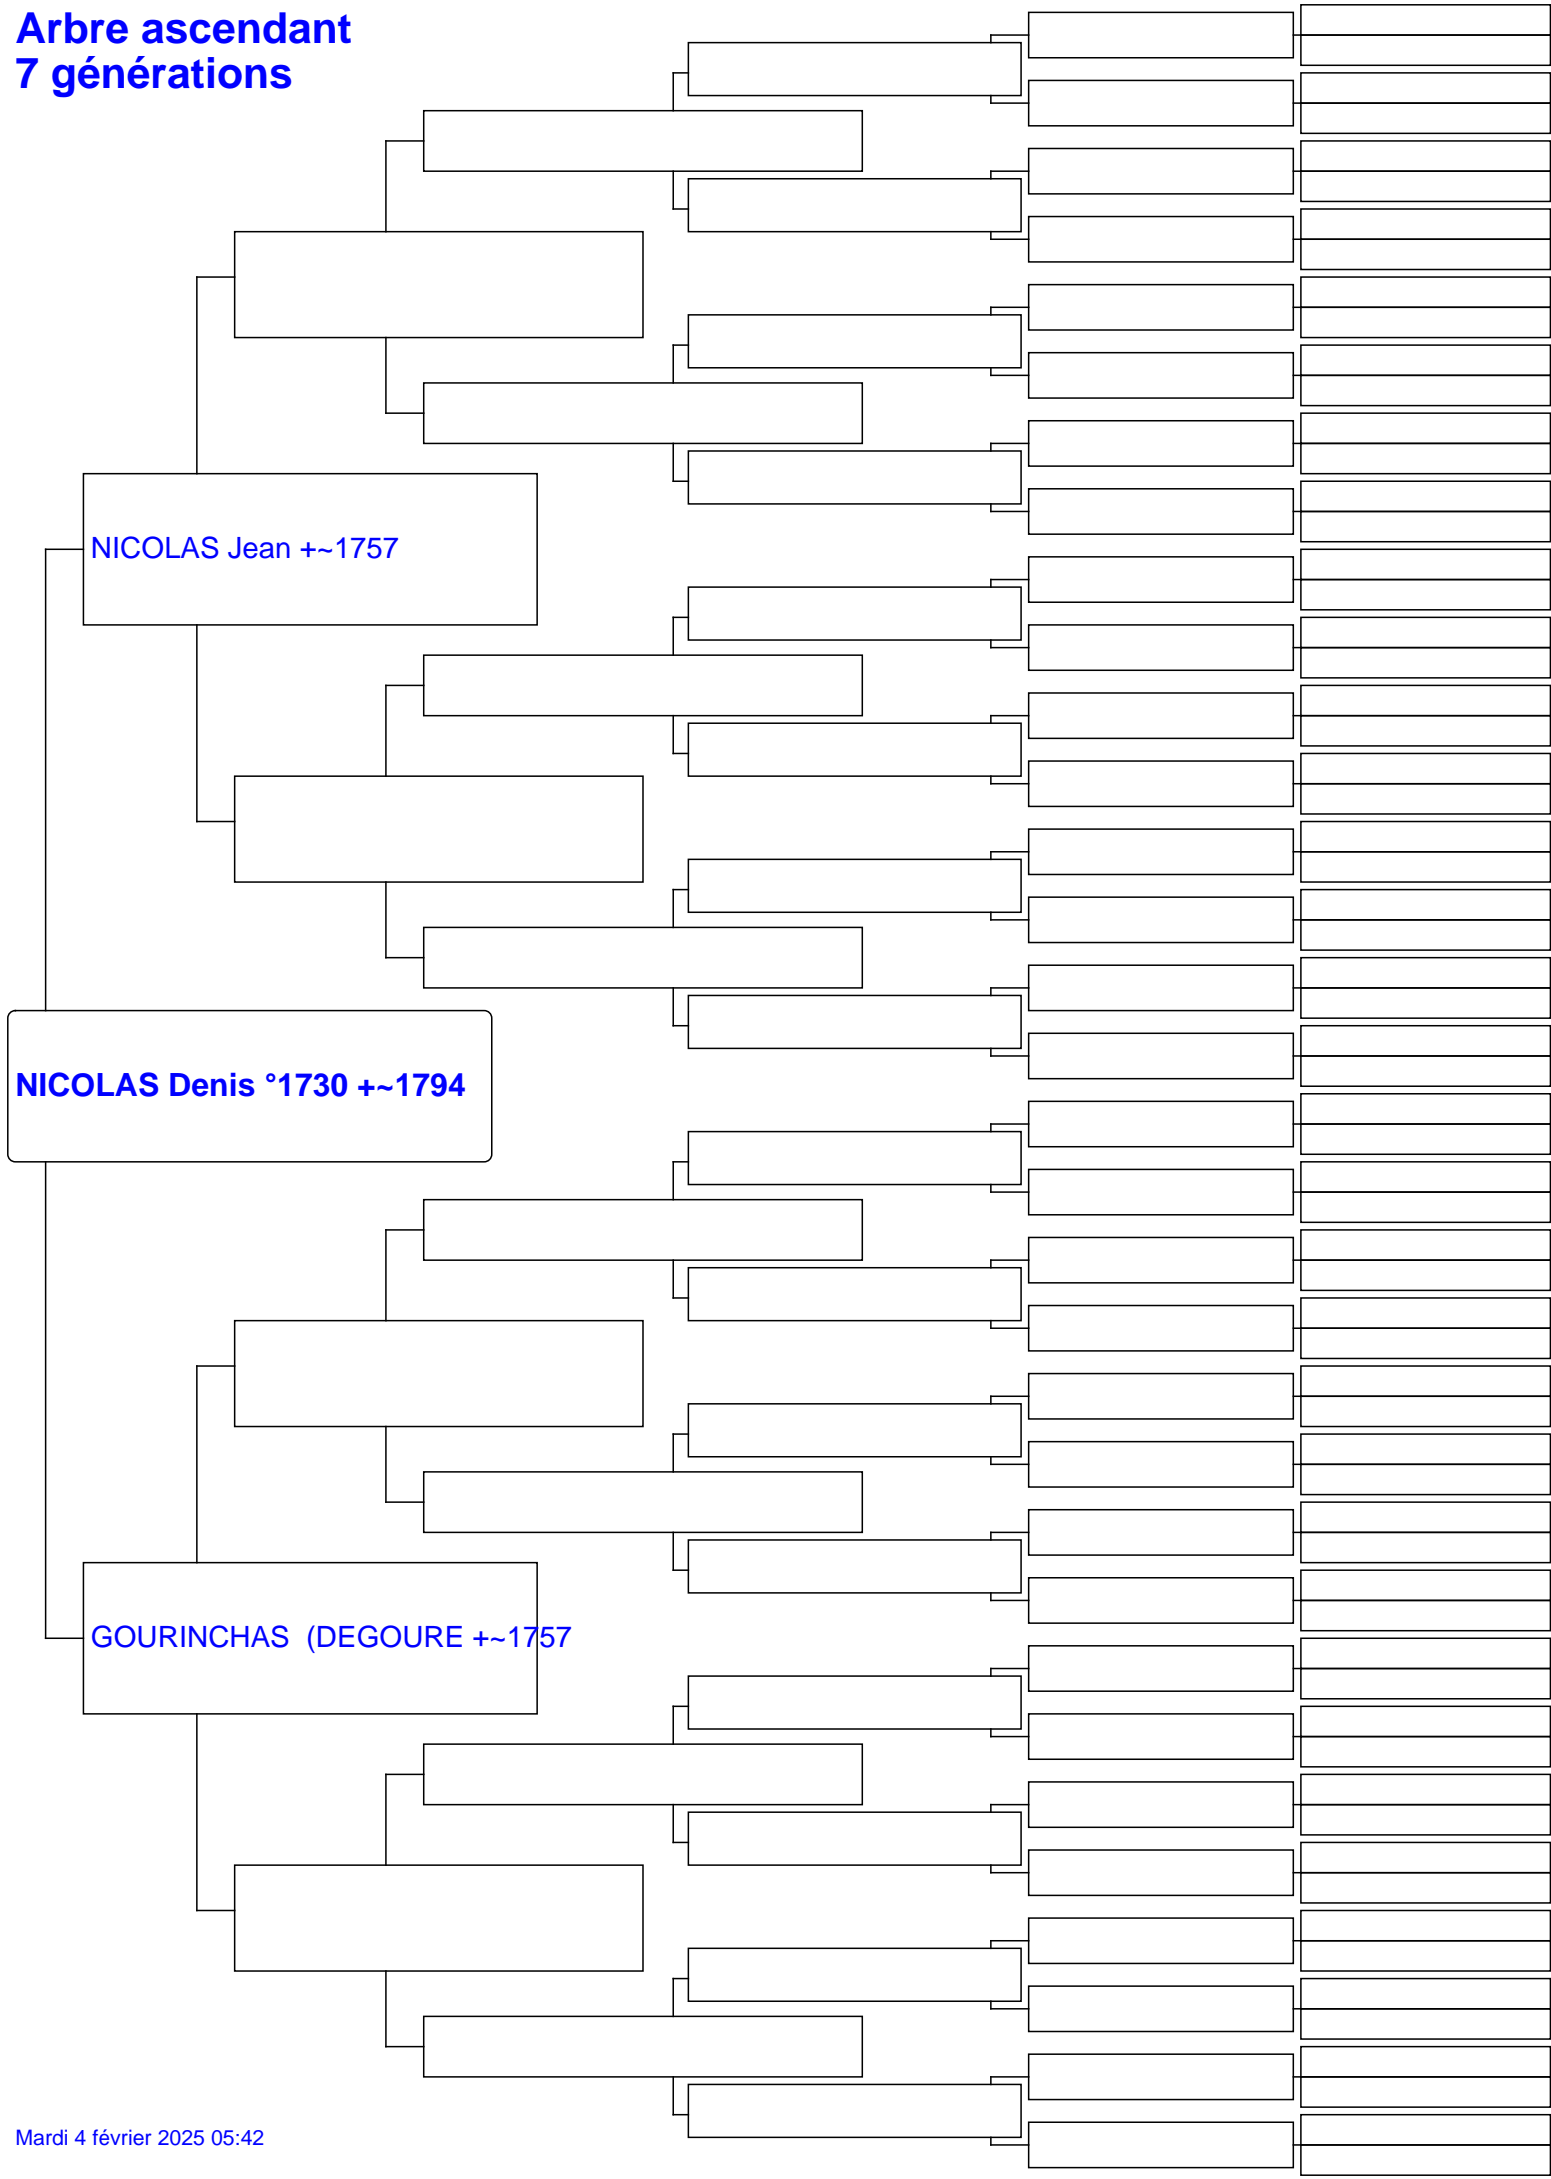 Arbre ascendant
7 générations
NICOLAS Jean +~1757
NICOLAS Denis °1730 +~1794
GOURINCHAS  (DEGOURE +~1757
Mardi 4 février 2025 05:42